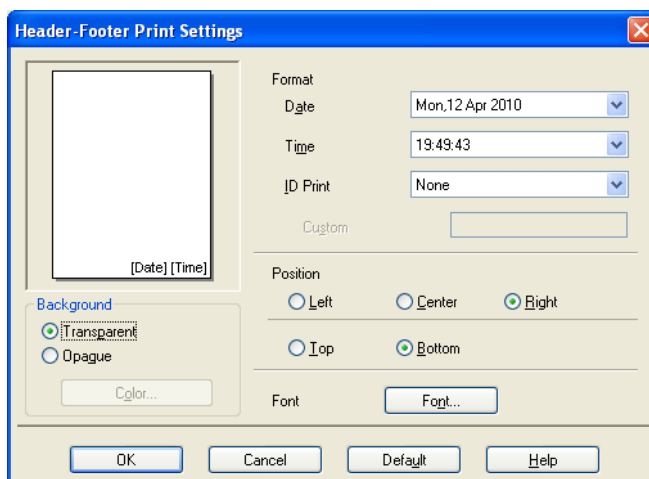 Header-Footer Print Settings
[Date] [Time]
Background
Transparent
Opague
Color...
Format
Date
Mon,12 Apr 2010
Time
19:49:43
ID Print
None
Custom
Position
Left
Center
Right
Top
Bottom
Font
Font...
OK
Cancel
Default
Help